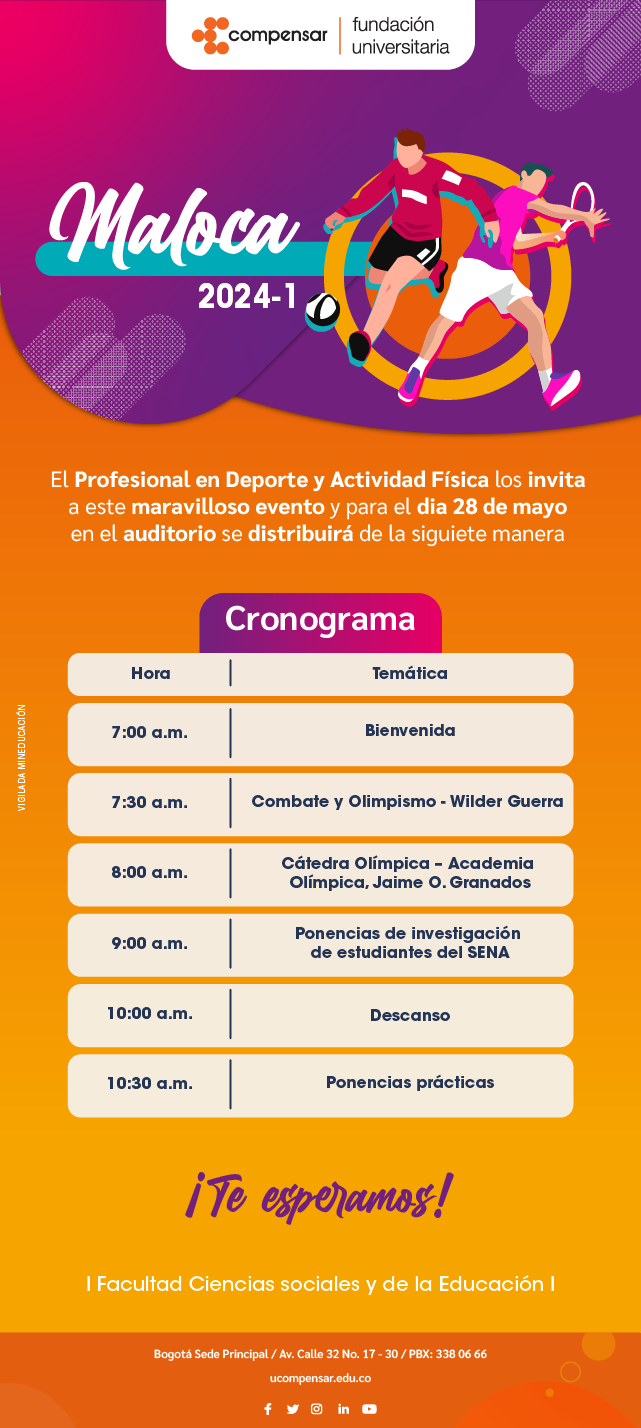 compensar
fundación
universitaria
Maloca
2024-1
El Profesional en Deporte y Actividad Física los invita
a este maravilloso evento y para el dia 28 de mayo
en el auditorio se distribuirá de la siguiete manera
Cronograma
Hora Temática
7:00 a.m. Bienvenida
7:30 a.m. Combate y Olimpismo - Wilder Guerra
8:00 a.m. Cátedra Olímpica – Academia
Olímpica, Jaime O. Granados
9:00 a.m. Ponencias de investigación
de estudiantes del SENA
10:00 a.m. Descanso
10:30 a.m. Ponencias prácticas
VIGILADA MINEDUCACIÓN
¡Te esperamos!
| Facultad Ciencias sociales y de la Educación |
Bogotá Sede Principal / Av. Calle 32 No. 17 - 30 / PBX: 338 06 66
ucompensar.edu.co